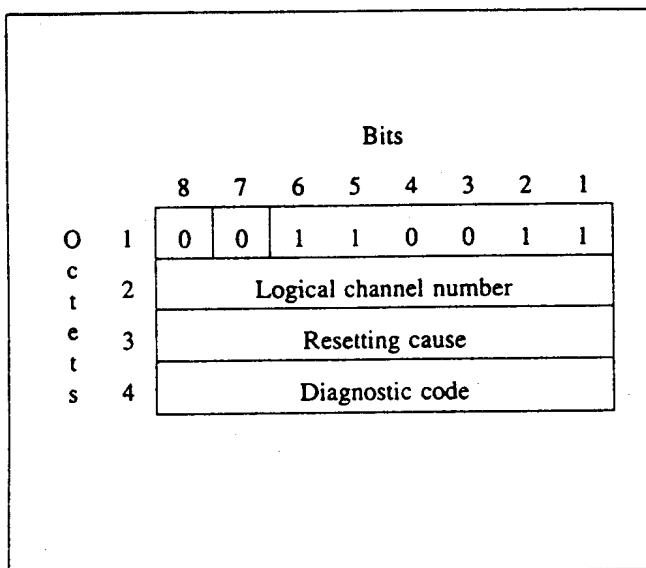 Bits
8 7 6 5 4 3 2 1
Octets
1 0 0 1 1 0 0 1 1
2 Logical channel number
3 Resetting cause
4 Diagnostic code